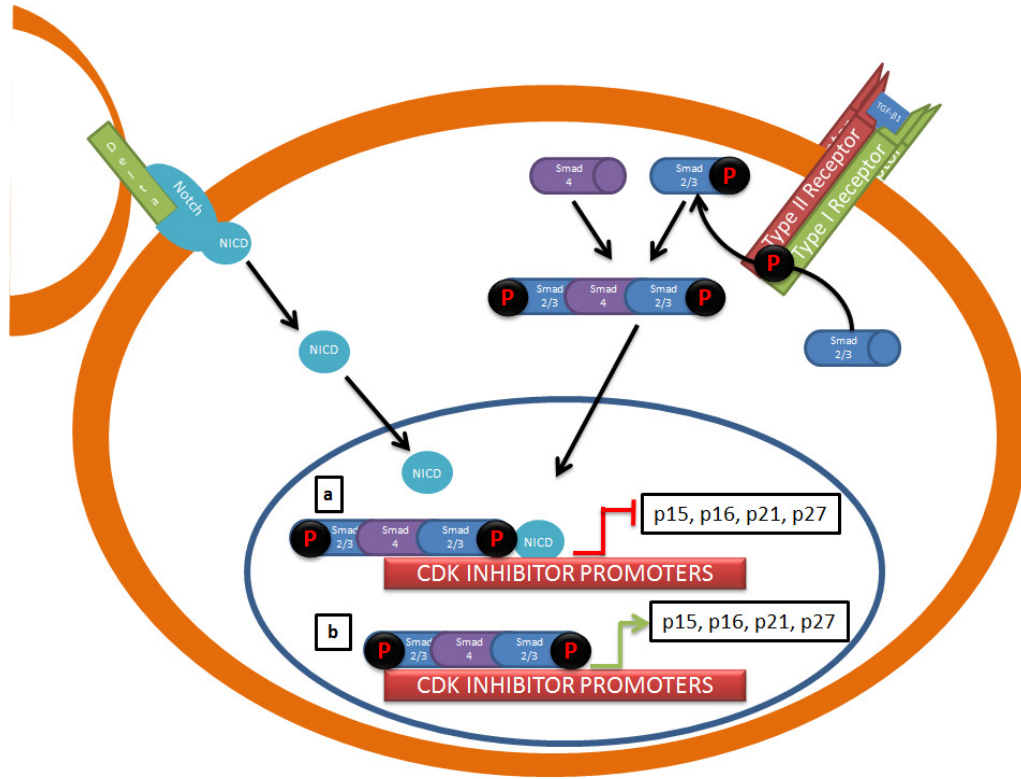 Delta
Notch
NICD
NICD
NICD
Smad
4
Smad
2/3
P
TGF-β1
Type II Receptor
Type I Receptor
P
P
Smad
2/3
Smad
4
Smad
2/3
P
Smad
2/3
a
P
Smad
2/3
Smad
4
Smad
2/3
P
NICD
p15, p16, p21, p27
CDK INHIBITOR PROMOTERS
b
P
Smad
2/3
Smad
4
Smad
2/3
P
p15, p16, p21, p27
CDK INHIBITOR PROMOTERS